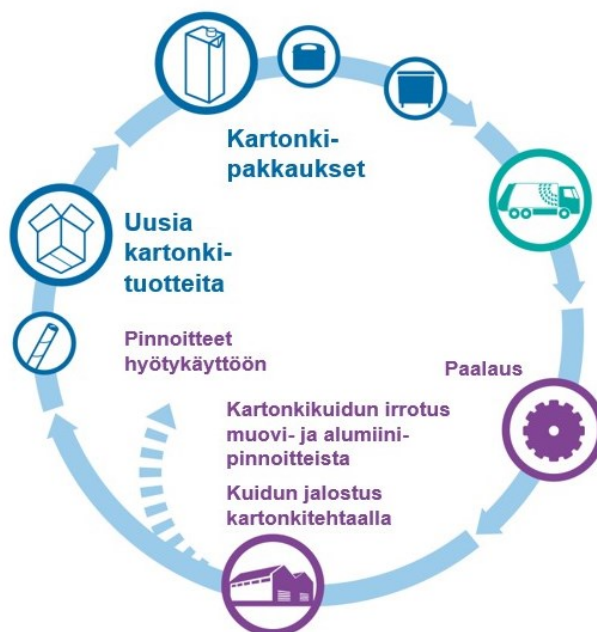 Kartonki-
pakkaukset
Uusia
kartonki-
tuotteita
Pinnoitteet
hyötykäyttöön
Paalaus
Kartonkikuidun irrotus
muovi- ja alumiini-
pinnoitteista
Kuidun jalostus
kartonkitehtaalla